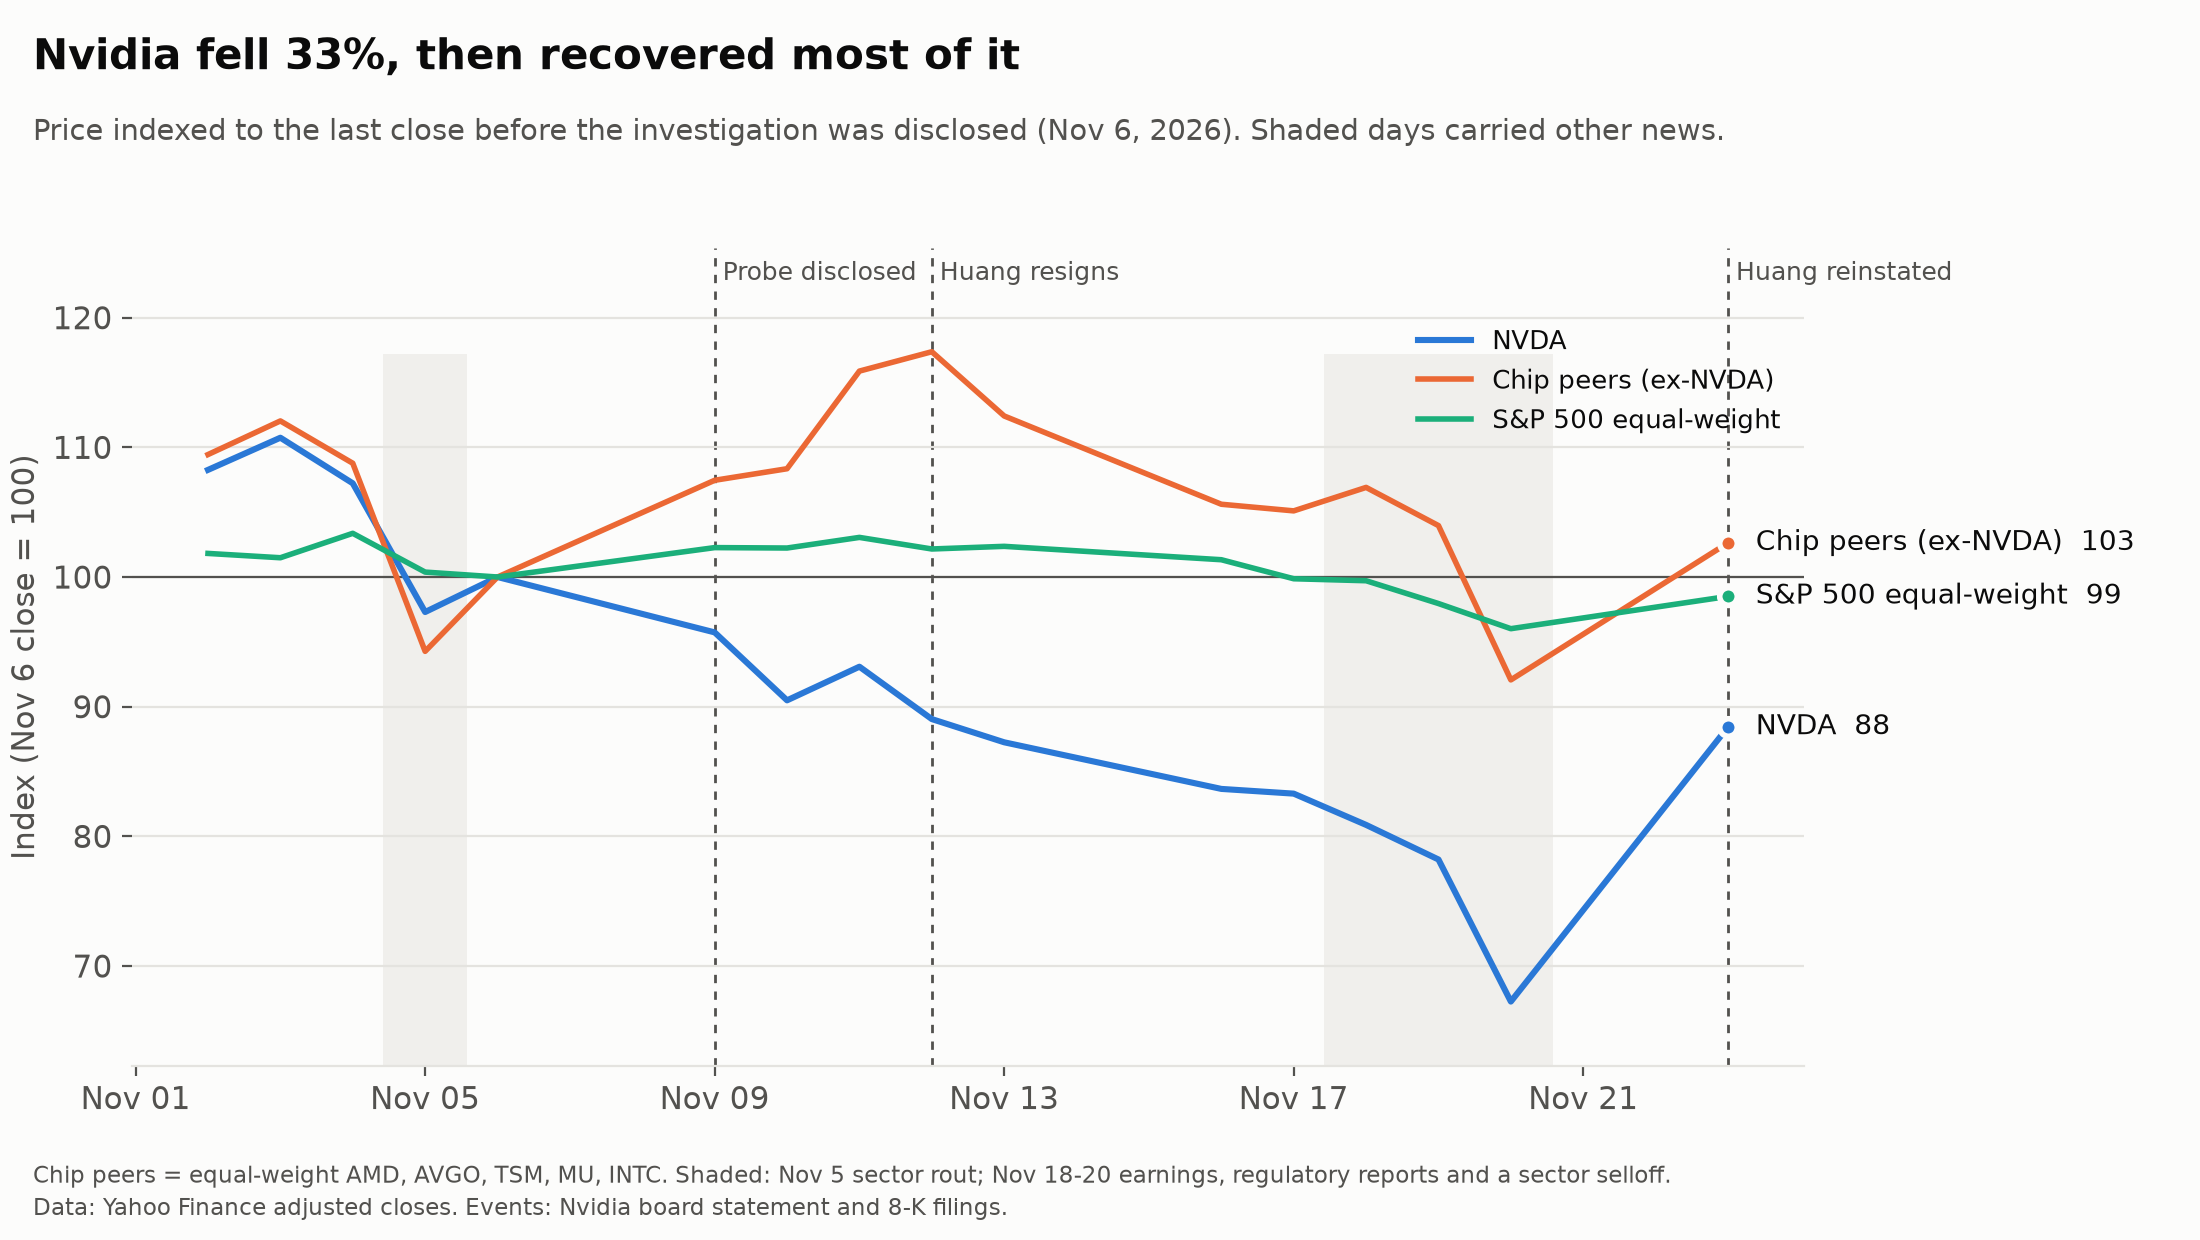 Nvidia fell 33%, then recovered most of it
Price indexed to the last close before the investigation was disclosed (Nov 6, 2026). Shaded days carried other news.
Probe disclosed
Huang resigns
Huang reinstated
NVDA
Chip peers (ex-NVDA)
S&P 500 equal-weight
Index (Nov 6 close = 100)
120
110
100
90
80
70
Chip peers (ex-NVDA) 103
S&P 500 equal-weight 99
NVDA 88
Nov 01
Nov 05
Nov 09
Nov 13
Nov 17
Nov 21
Chip peers = equal-weight AMD, AVGO, TSM, MU, INTC. Shaded: Nov 5 sector rout; Nov 18-20 earnings, regulatory reports and a sector selloff.
Data: Yahoo Finance adjusted closes. Events: Nvidia board statement and 8-K filings.